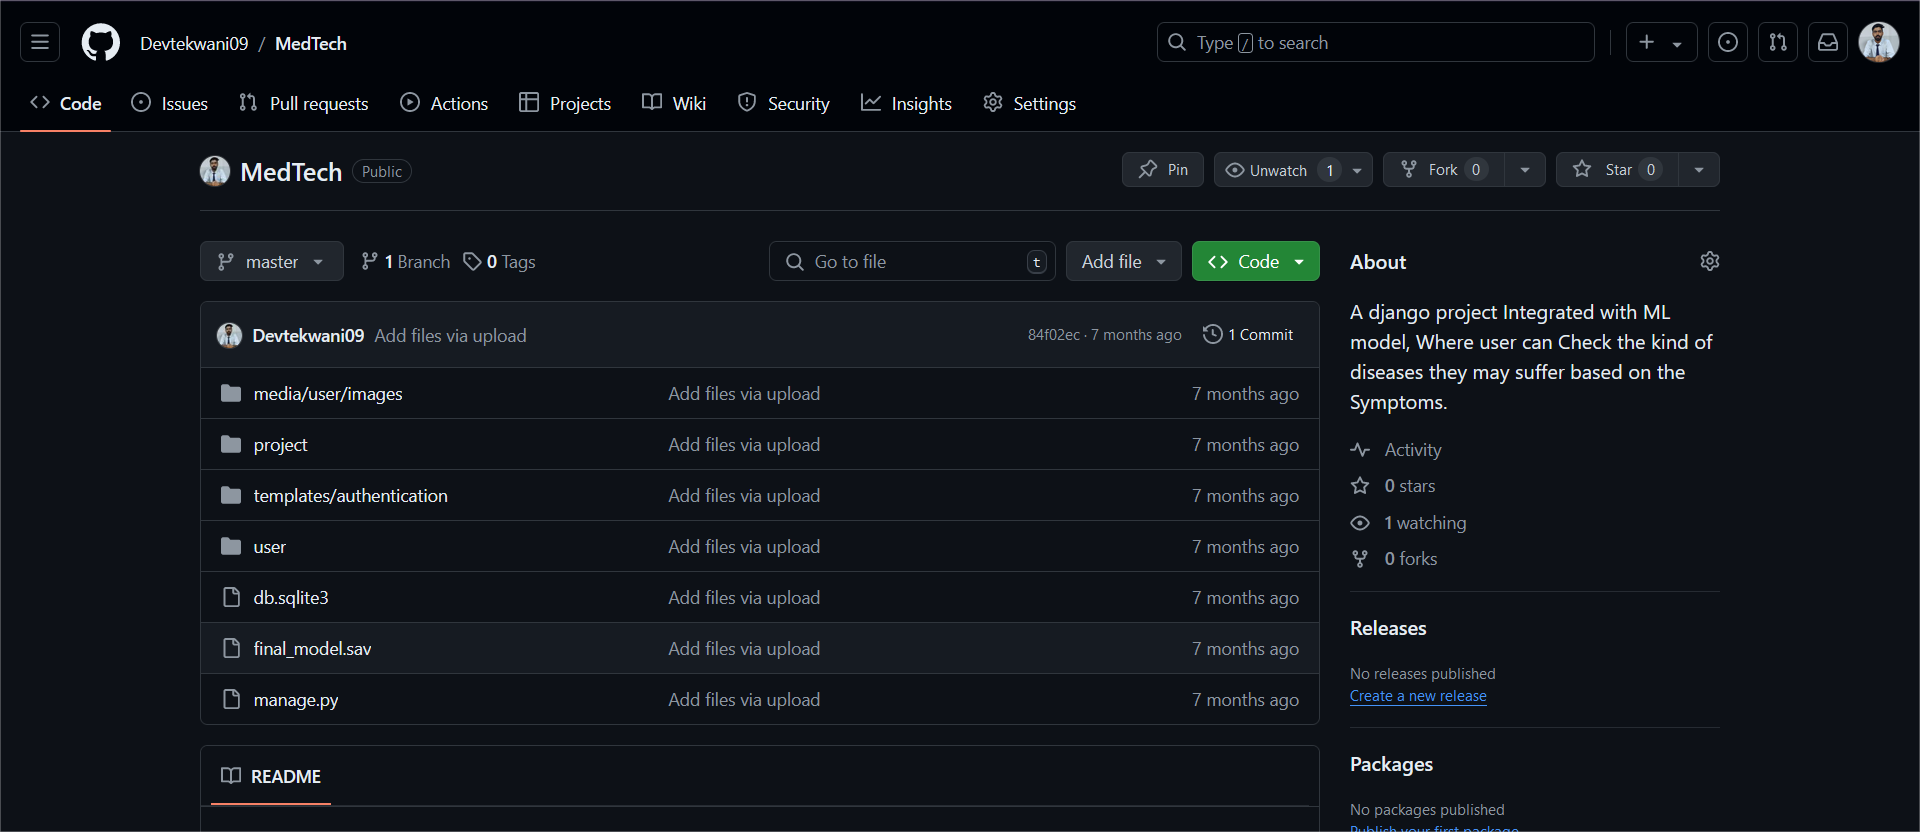 Devtekwani09 / MedTech
Type / to search
Code Issues Pull requests Actions Projects Wiki Security Insights Settings
MedTech Public
Pin Unwatch 1 Fork 0 Star 0
master 1 Branch 0 Tags
Go to file t Add file Code
Devtekwani09 Add files via upload 84f02ec · 7 months ago 1 Commit
media/user/images Add files via upload 7 months ago
project Add files via upload 7 months ago
templates/authentication Add files via upload 7 months ago
user Add files via upload 7 months ago
db.sqlite3 Add files via upload 7 months ago
final_model.sav Add files via upload 7 months ago
manage.py Add files via upload 7 months ago
README
About
A django project Integrated with ML
model, Where user can Check the kind of
diseases they may suffer based on the
Symptoms.
Activity
0 stars
1 watching
0 forks
Releases
No releases published
Create a new release
Packages
No packages published
Publish your first package